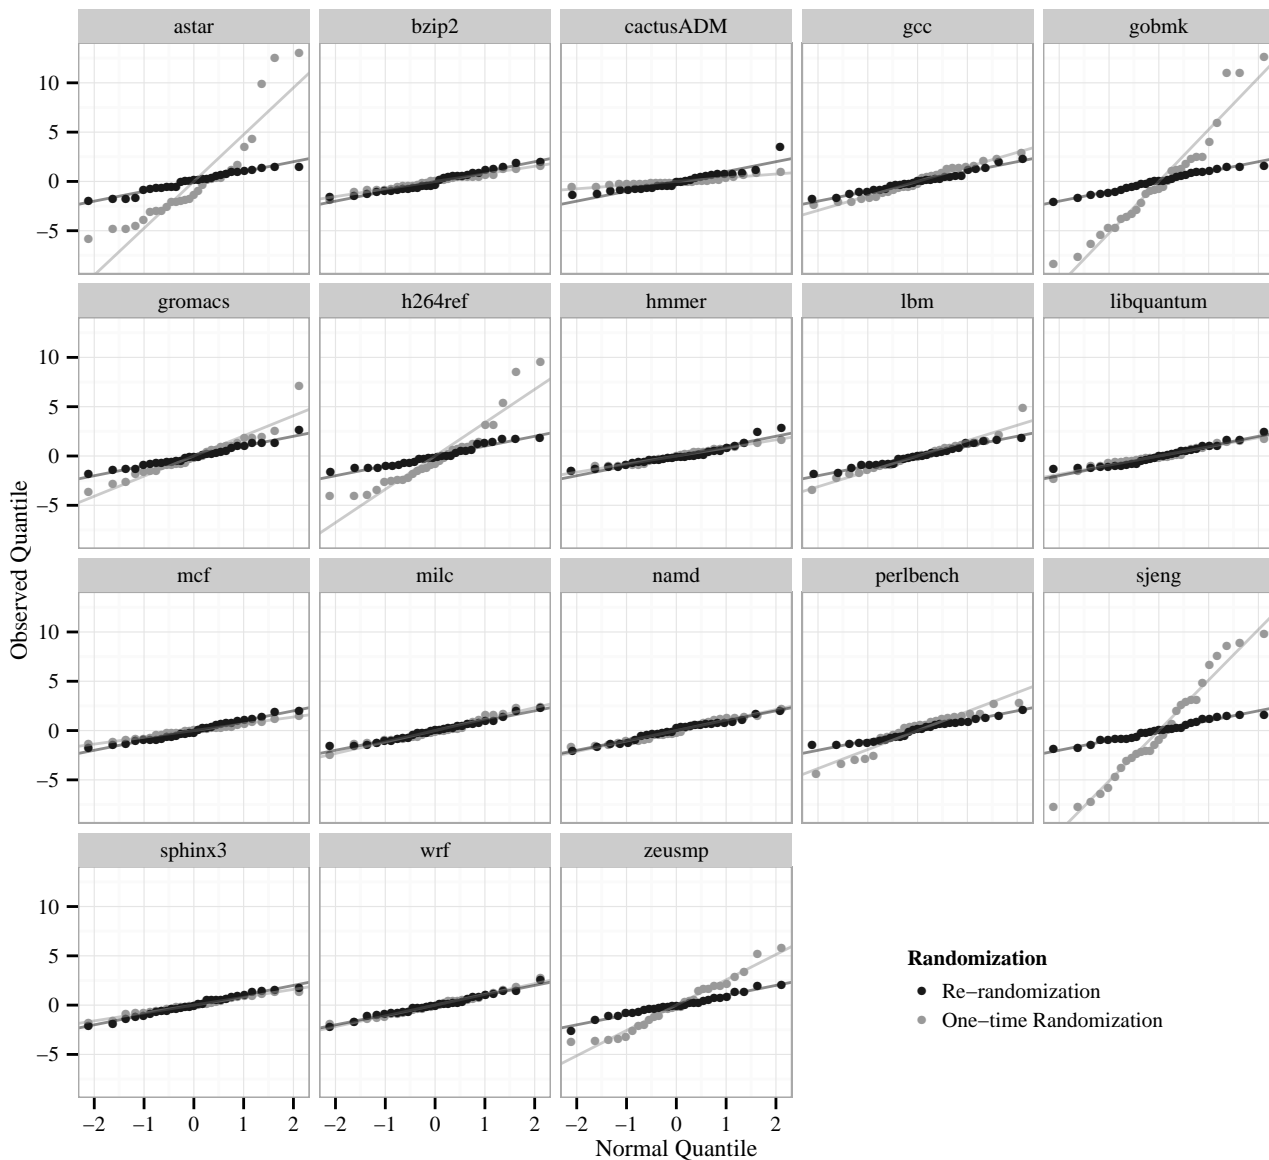 astar bzip2 cactusADM gcc gobmk
10
5
0
−5
gromacs h264ref hmmer lbm libquantum
10
5
0
−5
Observed Quantile
mcf milc namd perlbench sjeng
10
5
0
−5
sphinx3 wrf zeusmp
10
5
0
−5
Randomization
Re−randomization
One−time Randomization
−2 −1 0 1 2 −2 −1 0 1 2 −2 −1 0 1 2
Normal Quantile